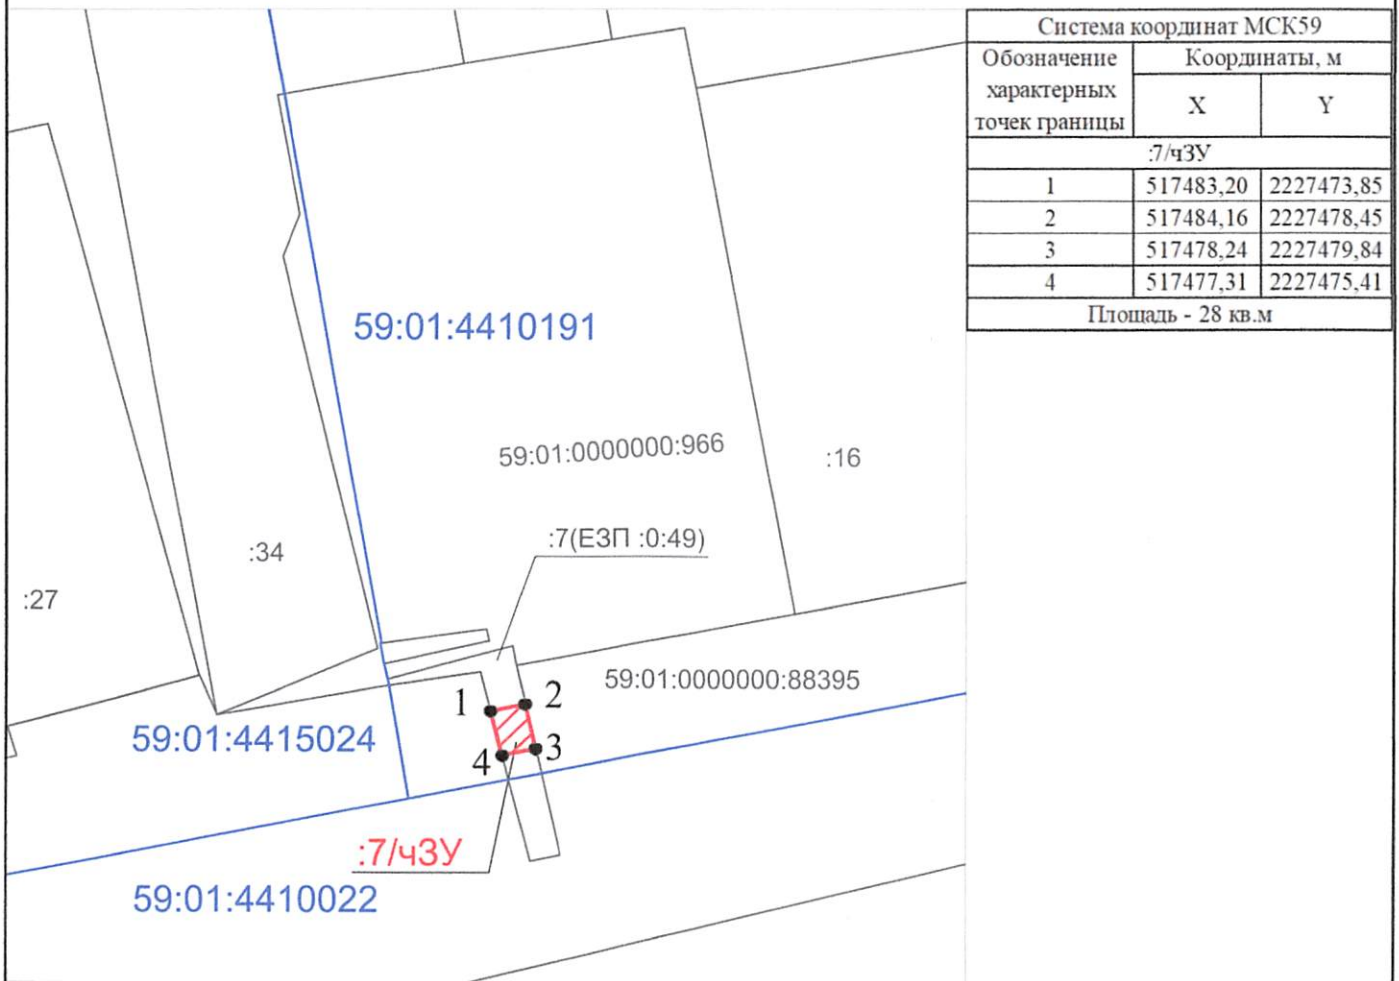 Система координат МСК59
Обозначение характерных точек границы
Координаты, м
X Y
:7/чЗУ
1 517483,20 2227473,85
2 517484,16 2227478,45
3 517478,24 2227479,84
4 517477,31 2227475,41
Площадь - 28 кв.м
59:01:4410191
59:01:0000000:966
:16
:7(ЕЗП :0:49)
:34
:27
59:01:0000000:88395
1 2
59:01:4415024
4 3
:7/чЗУ
59:01:4410022